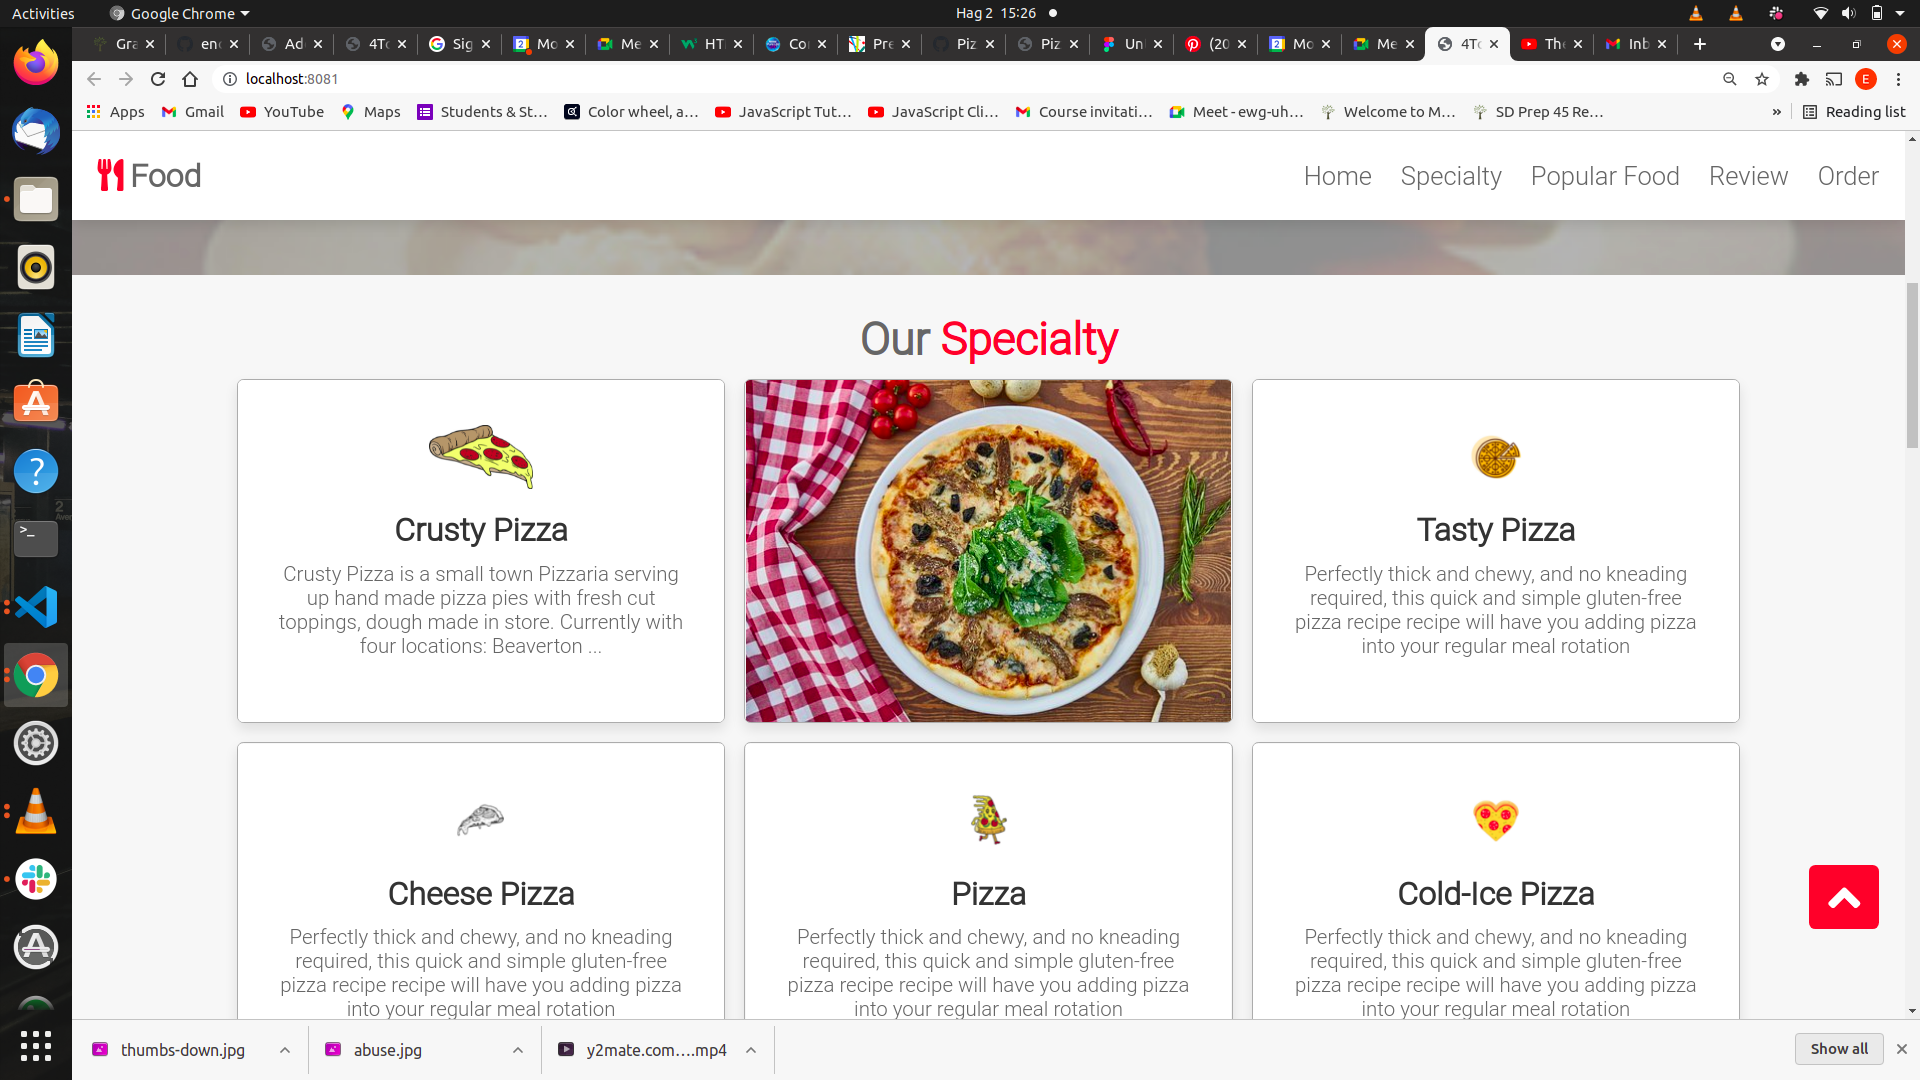 Activities
Google Chrome
Hag 2 15:26
Gra
enc
Ad
4To
Sig
Mo
Me
HT
Co
Pre
Piz
Piz
Un
(20
Mo
Me
4To
The
Inb
localhost:8081
E
Apps
Gmail
YouTube
Maps
Students & St...
Color wheel, a...
JavaScript Tut...
JavaScript Cli...
Course invitati...
Meet - ewg-uh...
Welcome to M...
SD Prep 45 Re...
»
Reading list
Food
Home
Specialty
Popular Food
Review
Order
Our Specialty
Crusty Pizza
Crusty Pizza is a small town Pizzaria serving
up hand made pizza pies with fresh cut
toppings, dough made in store. Currently with
four locations: Beaverton ...
Tasty Pizza
Perfectly thick and chewy, and no kneading
required, this quick and simple gluten-free
pizza recipe recipe will have you adding pizza
into your regular meal rotation
Cheese Pizza
Perfectly thick and chewy, and no kneading
required, this quick and simple gluten-free
pizza recipe recipe will have you adding pizza
into your regular meal rotation
Pizza
Perfectly thick and chewy, and no kneading
required, this quick and simple gluten-free
pizza recipe recipe will have you adding pizza
into your regular meal rotation
Cold-Ice Pizza
Perfectly thick and chewy, and no kneading
required, this quick and simple gluten-free
pizza recipe recipe will have you adding pizza
into your regular meal rotation
thumbs-down.jpg
abuse.jpg
y2mate.com....mp4
Show all